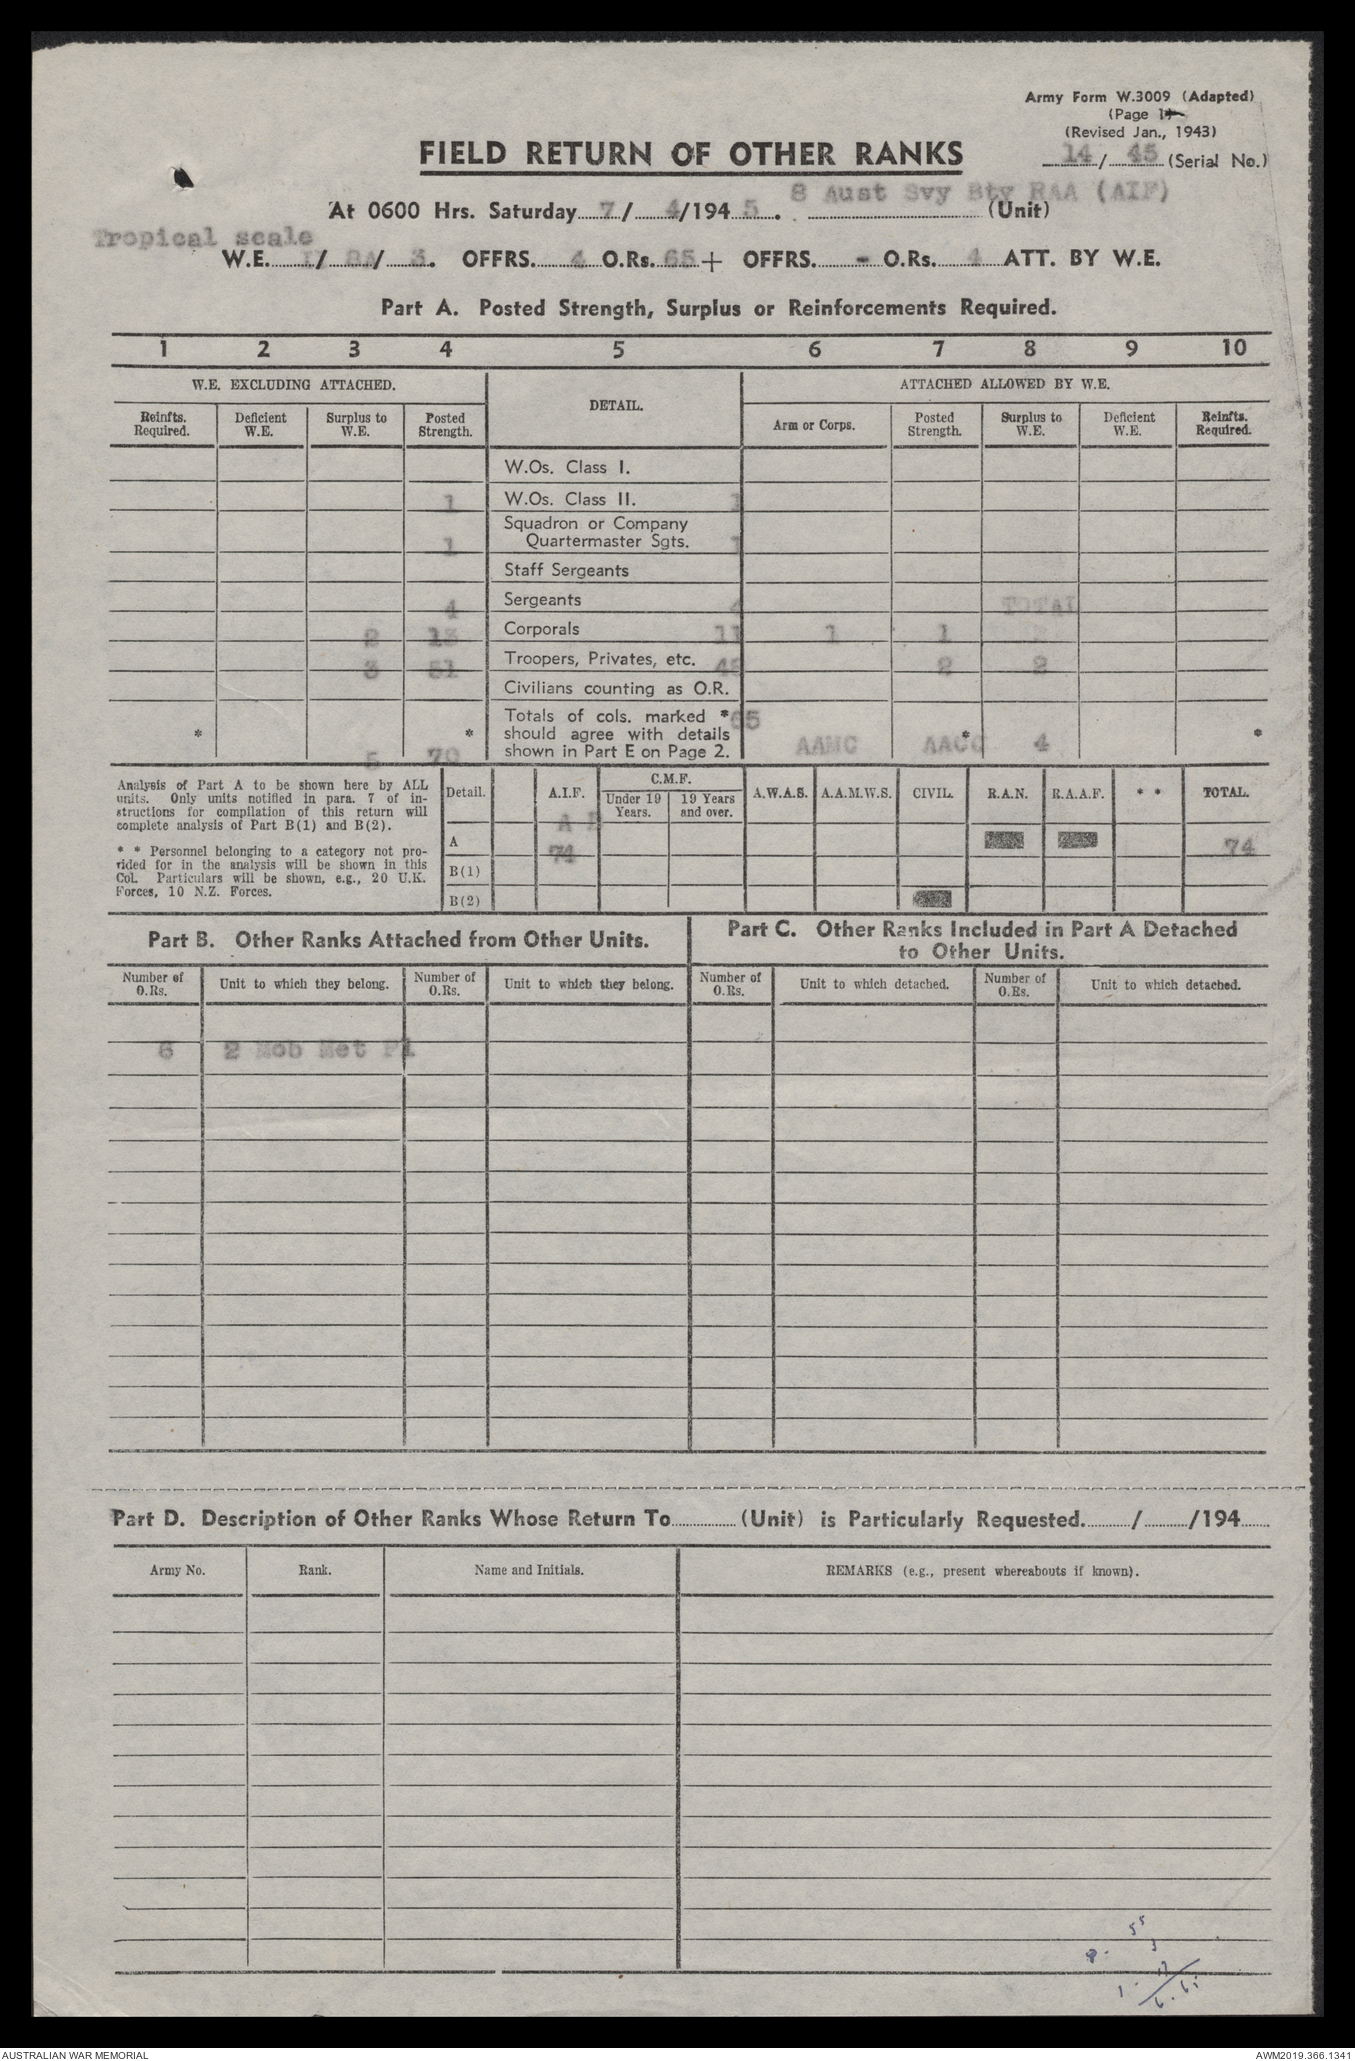 Army Form W.3009 (Adapted)
(Page 1)
(Revised Jan., 1943)
FIELD RETURN OF OTHER RANKS
14/45 (Serial No.)
8 Aust Svy Bty RAA (AIF)
At 0600 Hrs. Saturday 7/4/1945. (Unit)
Tropical scale
W.E. / 8A/ 3. OFFRS. 4 O.Rs. 65 + OFFRS. - O.Rs. 4 ATT. BY W.E.
Part A. Posted Strength, Surplus or Reinforcements Required.
1 2 3 4 5 6 7 8 9 10
W.E. EXCLUDING ATTACHED. DETAIL. ATTACHED ALLOWED BY W.E.
Reinfts. Required. Deficient W.E. Surplus to W.E. Posted Strength. Arm or Corps. Posted Strength. Surplus to W.E. Deficient W.E. Reinfts. Required.
W.Os. Class I.
1 W.Os. Class II. 1
Squadron or Company
1 Quartermaster Sgts. 1
Staff Sergeants
4 Sergeants 4 TOTAL
2 13 Corporals 11 1 1
3 51 Troopers, Privates, etc. 48 2 2
Civilians counting as O.R.
Totals of cols. marked * 65
* * should agree with details * *
5 70 shown in Part E on Page 2. AAMC AACC 4
Analysis of Part A to be shown here by ALL
units. Only units notified in para. 7 of in-
structions for compilation of this return will
complete analysis of Part B(1) and B(2).
* * Personnel belonging to a category not pro-
vided for in the analysis will be shown in this
Col. Particulars will be shown, e.g., 20 U.K.
Forces, 10 N.Z. Forces.
Detail. A.I.F. C.M.F. Under 19 Years. 19 Years and over. A.W.A.S. A.A.M.W.S. CIVIL. R.A.N. R.A.A.F. * * TOTAL.
A 74 74
B(1)
B(2)
Part B. Other Ranks Attached from Other Units.
Part C. Other Ranks Included in Part A Detached
to Other Units.
Number of O.Rs. Unit to which they belong. Number of O.Rs. Unit to which they belong. Number of O.Rs. Unit to which detached. Number of O.Rs. Unit to which detached.
6 2 Mob Met Fl
Part D. Description of Other Ranks Whose Return To (Unit) is Particularly Requested. / /194
Army No. Rank. Name and Initials. REMARKS (e.g., present whereabouts if known).
55
3
AUSTRALIAN WAR MEMORIAL
AWM2019.366.1341